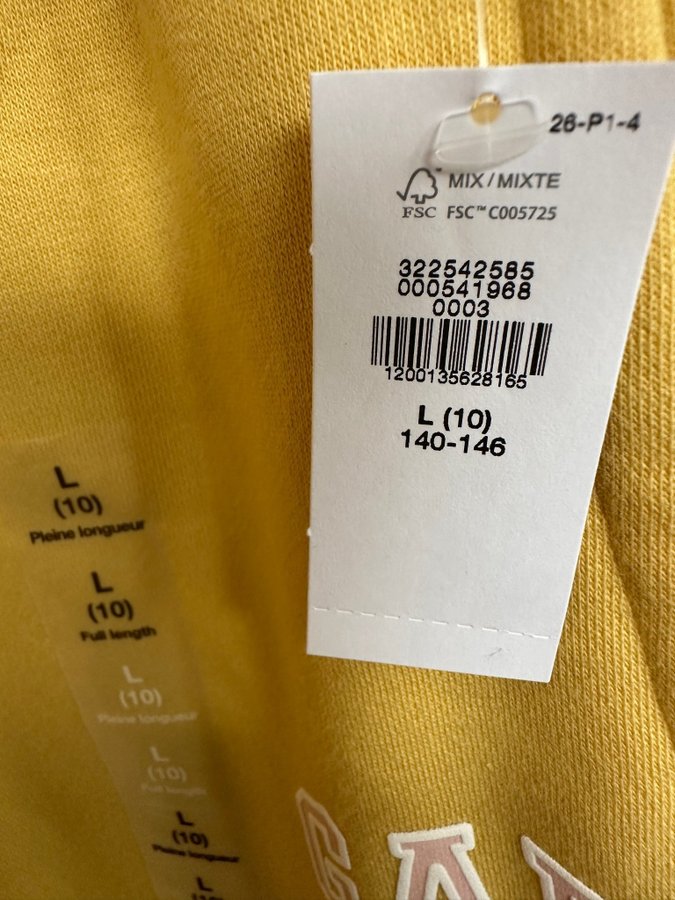 26-P1-4
MIX / MIXTE
FSC FSC™ C005725
322542585
000541968
0003
1200135628165
L (10)
140-146
L
(10)
Pleine longueur
L
(10)
Full length
L
(10)
Pleine longueur
L
(10)
Full length
L
(10)
Pleine longueur
L